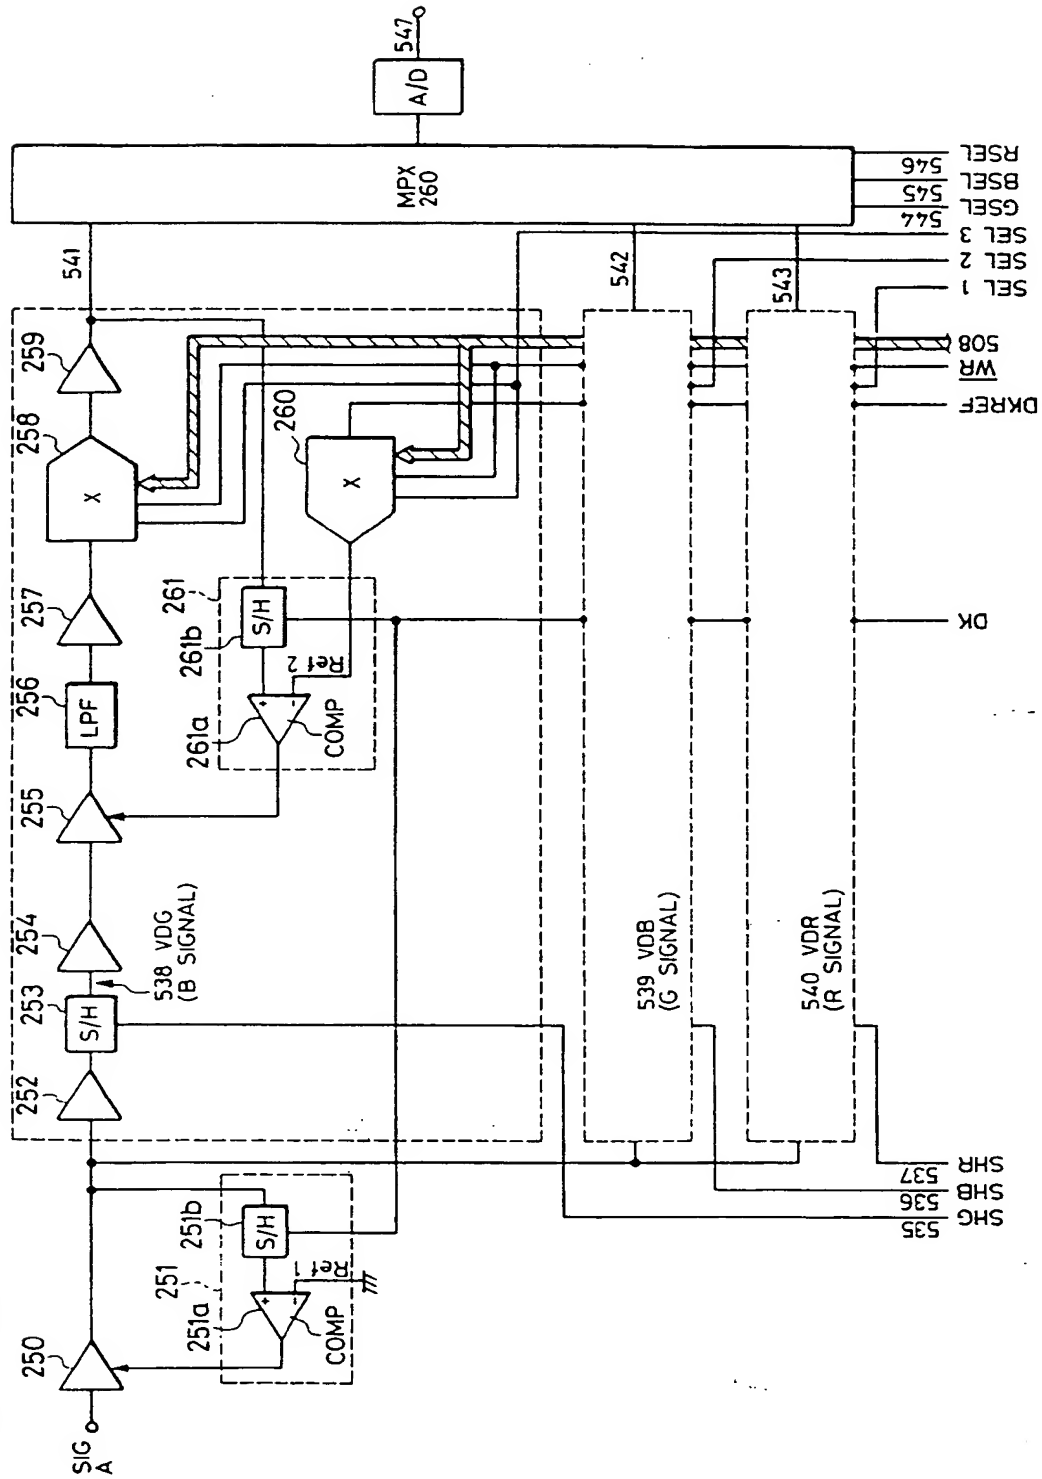 SIG
A
250
251
251a
251b
S/H
COMP
Ref 1
252
253
S/H
538 VDG
(B SIGNAL)
254
255
256
LPF
257
258
X
259
541
261
261b
S/H
261a
COMP
Ref 2
260
X
MPX
260
A/D
547
539 VDB
(G SIGNAL)
542
540 VDR
(R SIGNAL)
543
SHG
535
SHB
536
SHR
537
DK
DKREF
WR
508
SEL 1
SEL 2
SEL 3
GSEL
544
BSEL
545
RSEL
546